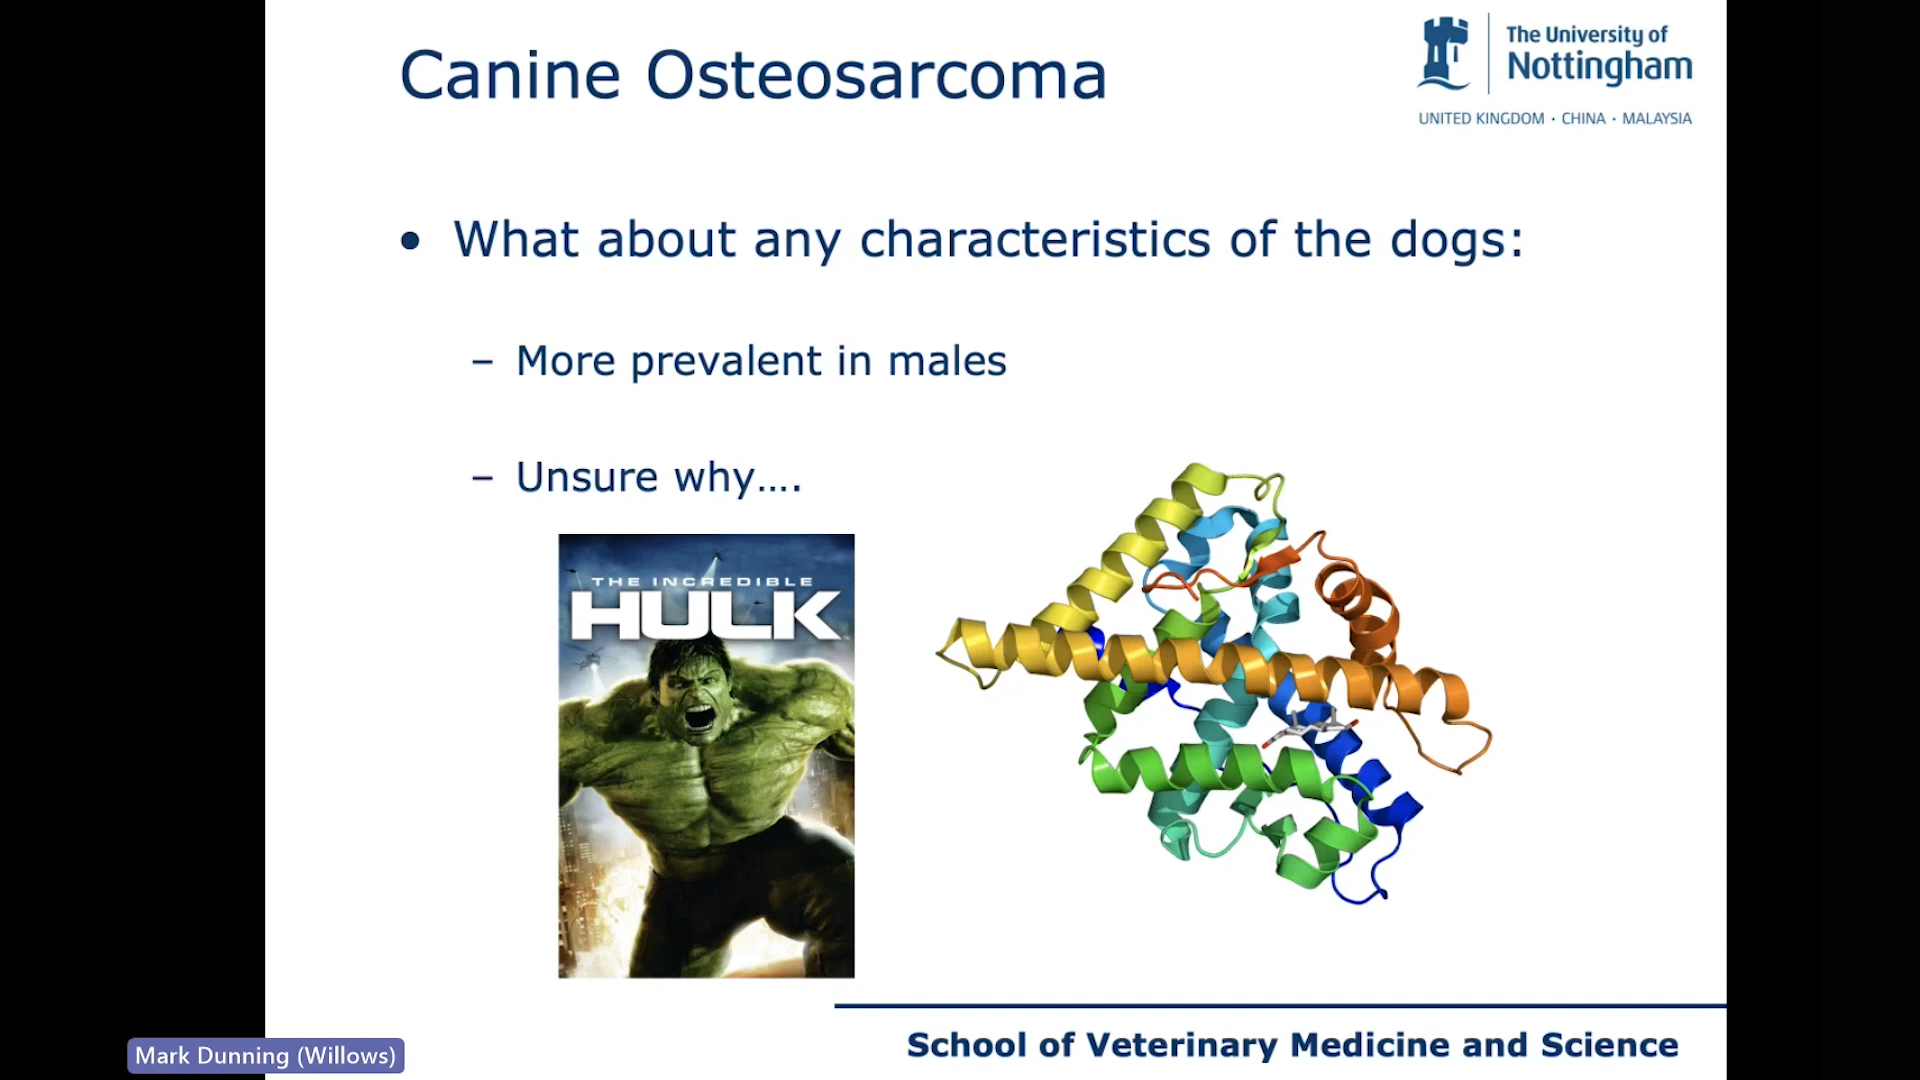 Canine Osteosarcoma
The University of
Nottingham
UNITED KINGDOM · CHINA · MALAYSIA
• What about any characteristics of the dogs:
– More prevalent in males
– Unsure why....
THE INCREDIBLE
HULK
School of Veterinary Medicine and Science
Mark Dunning (Willows)